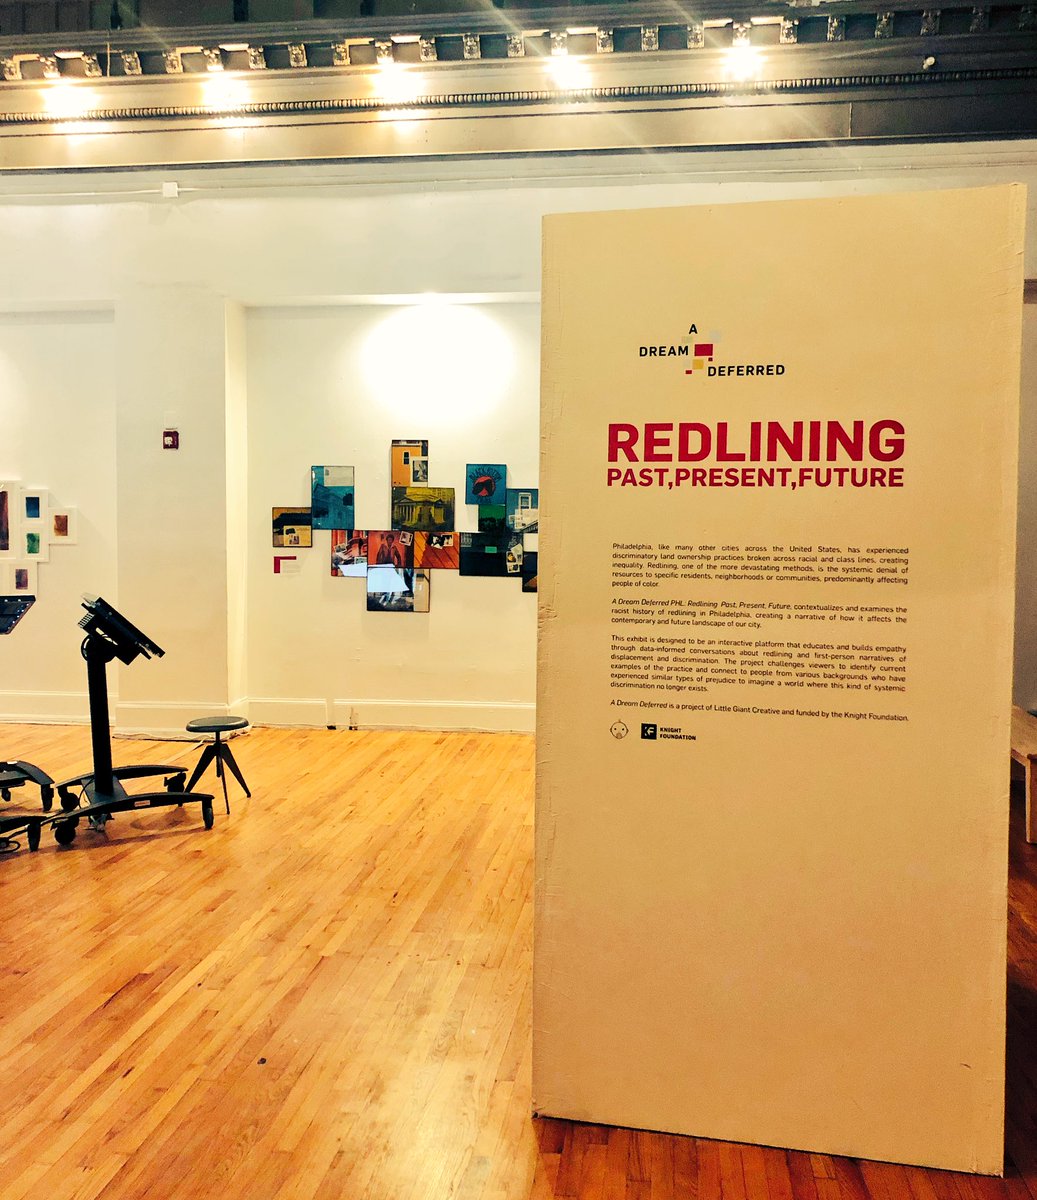 A
DREAM
DEFERRED
REDLINING
PAST,PRESENT,FUTURE
Philadelphia, like many other cities across the United States, has experienced
discriminatory land ownership practices broken across racial and class lines, creating
inequality. Redlining, one of the more devastating methods, is the systemic denial of
resources to specific residents, neighborhoods or communities, predominantly affecting
people of color.
A Dream Deferred PHL: Redlining Past, Present, Future, contextualizes and examines the
racist history of redlining in Philadelphia, creating a narrative of how it affects the
contemporary and future landscape of our city.
This exhibit is designed to be an interactive platform that educates and builds empathy
through data-informed conversations about redlining and first-person narratives of
displacement and discrimination. The project challenges viewers to identify current
examples of the practice and connect to people from various backgrounds who have
experienced similar types of prejudice to imagine a world where this kind of systemic
discrimination no longer exists.
A Dream Deferred is a project of Little Giant Creative and funded by the Knight Foundation.
KF KNIGHT
FOUNDATION